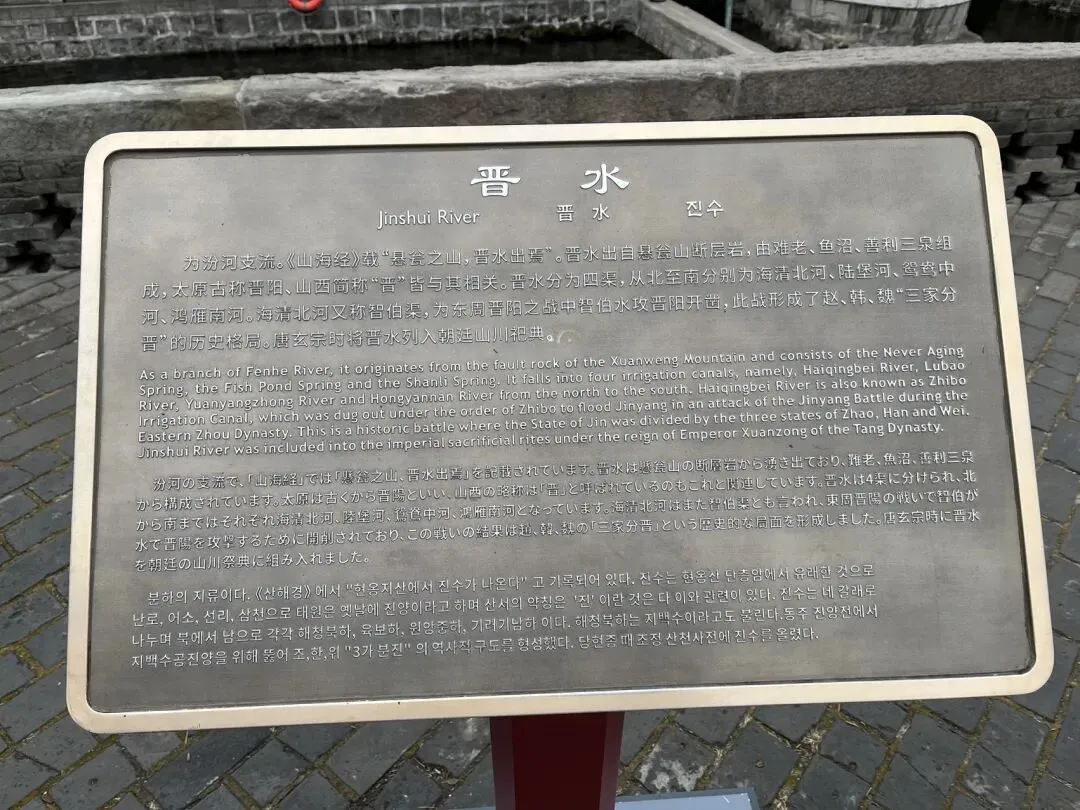 晋水
Jinshui River 晋水 진수
为汾河支流。《山海经》载“悬瓮之山，晋水出焉”。晋水出自悬瓮山断层岩，由难老、鱼沼、善利三泉组
成，太原古称晋阳、山西简称“晋”皆与其相关。晋水分为四渠，从北至南分别为海清北河、陆堡河、鸳鸯中
河、鸿雁南河。海清北河又称智伯渠，为东周晋阳之战中智伯水攻晋阳开凿，此战形成了赵、韩、魏“三家分
晋”的历史格局。唐玄宗时将晋水列入朝廷山川祀典。
As a branch of Fenhe River, it originates from the fault rock of the Xuanweng Mountain and consists of the Never Aging
Spring, the Fish Pond Spring and the Shanli Spring. It falls into four irrigation canals, namely, Haiqingbei River, Lubao
River, Yuanyangzhong River and Hongyannan River from the north to the south. Haiqingbei River is also known as Zhibo
Irrigation Canal, which was dug out under the order of Zhibo to flood Jinyang in an attack of the Jinyang Battle during the
Eastern Zhou Dynasty. This is a historic battle where the State of Jin was divided by the three states of Zhao, Han and Wei.
Jinshui River was included into the imperial sacrificial rites under the reign of Emperor Xuanzong of the Tang Dynasty.
汾河の支流で、「山海経」では「懸瓮之山、晋水出焉」を記載されています。晋水は懸瓮山の断層岩から湧き出ており、難老、魚沼、善利三泉
から構成されています。太原は古くから晋陽といい、山西の略称は「晋」と呼ばれているのもこれと関連しています。晋水は4渠に分けられ、北
から南まではそれぞれ海清北河、陸堡河、鴛鴦中河、鴻雁南河となっています。海清北河はまた智伯渠とも言われ、東周晋陽の戦いで智伯が
水で晋陽を攻撃するために開削されており、この戦いの結果は趙、韓、魏の「三家分晋」という歴史的な局面を形成しました。唐玄宗時に晋水
を朝廷の山川祭典に組み入れました。
분하의 지류이다. 《산해경》 에서 "현옹지산에서 진수가 나온다" 고 기록되어 있다. 진수는 현옹산 단층암에서 유래한 것으로
난로, 어소, 선리, 삼천으로 태원은 옛날에 진양이라고 하며 산서의 약칭은 '진' 이란 것은 다 이와 관련이 있다. 진수는 네 갈래로
나누며 북에서 남으로 각각 해청북하, 육보하, 원앙중하, 기러기남하 이다. 해청북하는 지백수이라고도 불린다.동주 진양전에서
지백수공진양을 위해 뚫어 조,한,위 "3가 분진" 의 역사적 구도를 형성했다. 당현종 때 조정 산천사전에 진수를 올렸다.